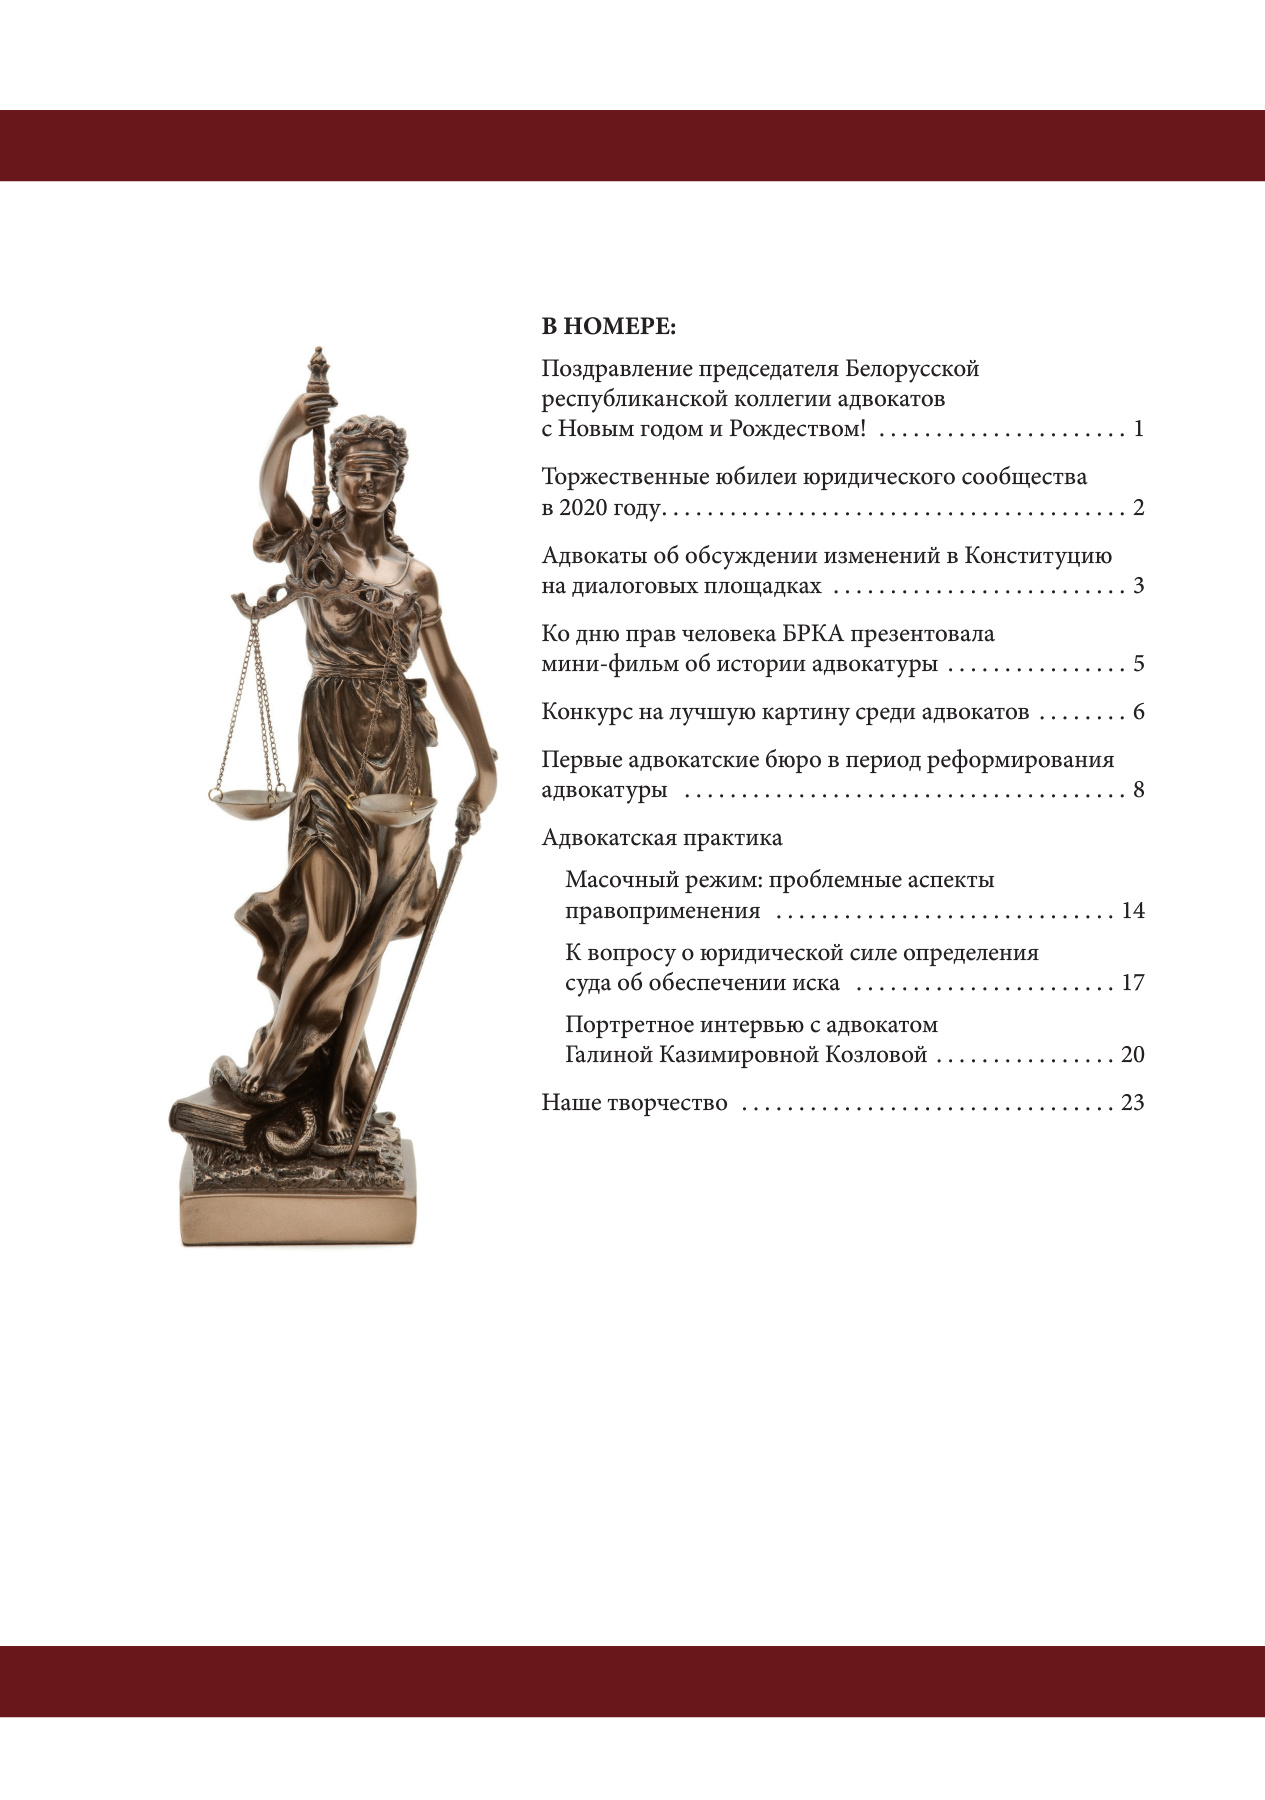 В НОМЕРЕ:
Поздравление председателя Белорусской
республиканской коллегии адвокатов
с Новым годом и Рождеством! . . . . . . . . . . . . . . . . . . . . . . 1
Торжественные юбилеи юридического сообщества
в 2020 году. . . . . . . . . . . . . . . . . . . . . . . . . . . . . . . . . . . . . . . . . 2
Адвокаты об обсуждении изменений в Конституцию
на диалоговых площадках . . . . . . . . . . . . . . . . . . . . . . . . . . 3
Ко дню прав человека БРКА презентовала
мини-фильм об истории адвокатуры . . . . . . . . . . . . . . . . 5
Конкурс на лучшую картину среди адвокатов . . . . . . . . 6
Первые адвокатские бюро в период реформирования
адвокатуры . . . . . . . . . . . . . . . . . . . . . . . . . . . . . . . . . . . . . . . 8
Адвокатская практика
Масочный режим: проблемные аспекты
правоприменения . . . . . . . . . . . . . . . . . . . . . . . . . . . . . . 14
К вопросу о юридической силе определения
суда об обеспечении иска . . . . . . . . . . . . . . . . . . . . . . . 17
Портретное интервью с адвокатом
Галиной Казимировной Козловой . . . . . . . . . . . . . . . . 20
Наше творчество . . . . . . . . . . . . . . . . . . . . . . . . . . . . . . . . . 23